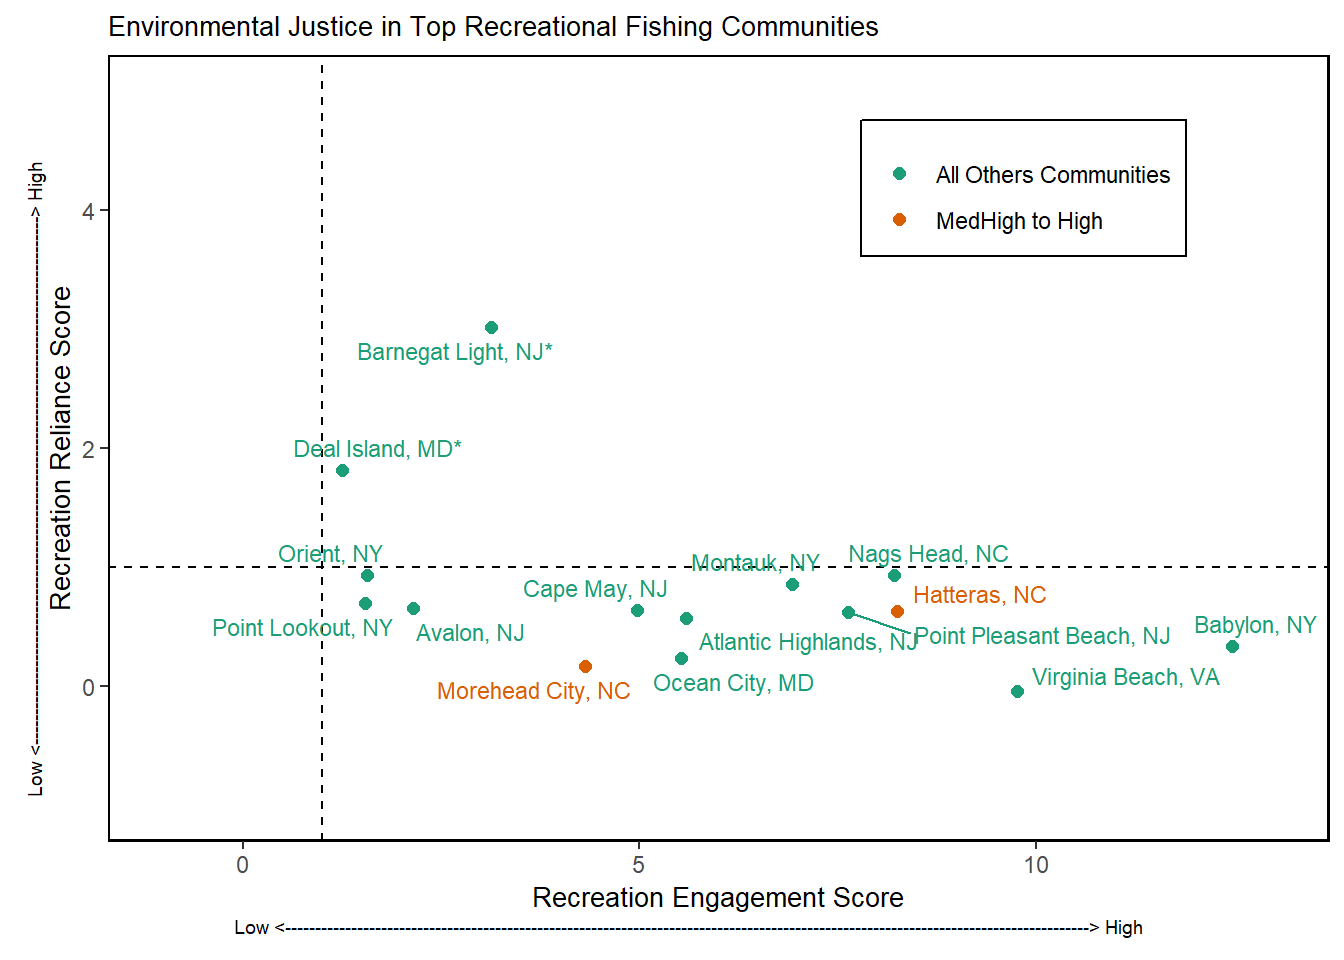 Environmental Justice in Top Recreational Fishing Communities
All Others Communities
MedHigh to High
Low <-----------------------------------------------------------------------------------------> High
Recreation Reliance Score
4
2
0
Barnegat Light, NJ*
Deal Island, MD*
Orient, NY
Montauk, NY
Nags Head, NC
Cape May, NJ
Hatteras, NC
Point Lookout, NY
Avalon, NJ
Atlantic Highlands, NJ
Point Pleasant Beach, NJ
Babylon, NY
Morehead City, NC
Ocean City, MD
Virginia Beach, VA
0
5
10
Recreation Engagement Score
Low <--------------------------------------------------------------------------------------------------------------------------------------> High